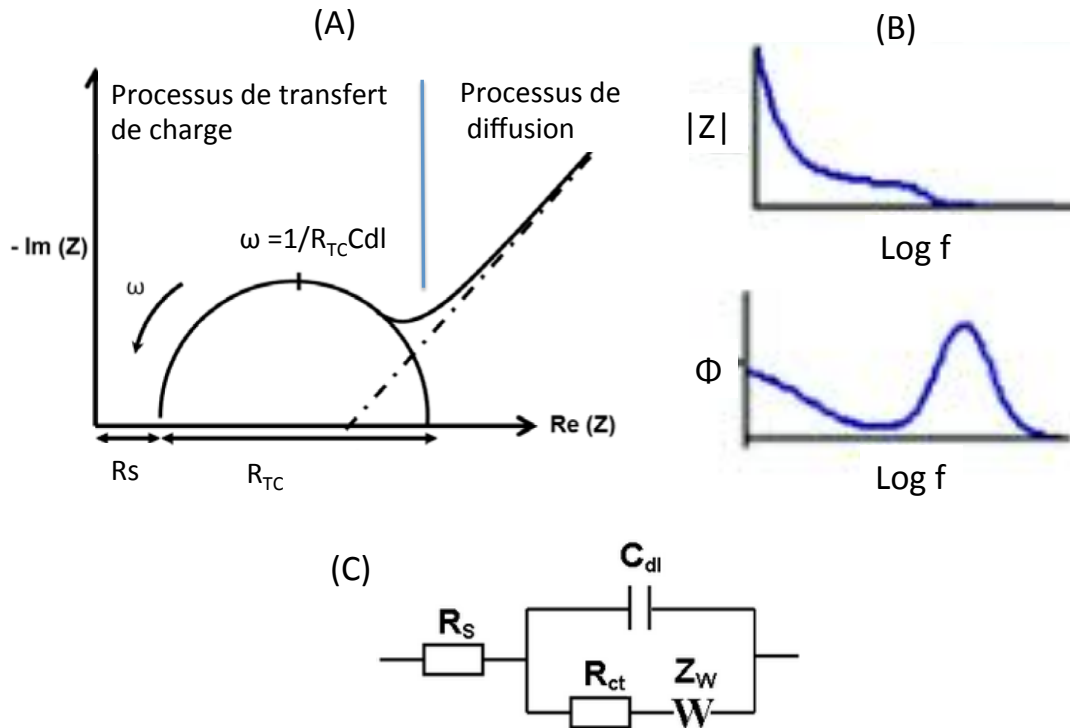 (A)
Processus de transfert
de charge
Processus de
diffusion
- Im (Z)
ω =1/R_TC Cdl
ω
Re (Z)
Rs
R_TC
(B)
|Z|
Log f
Φ
Log f
(C)
C_dl
R_S
R_ct
Z_W
W